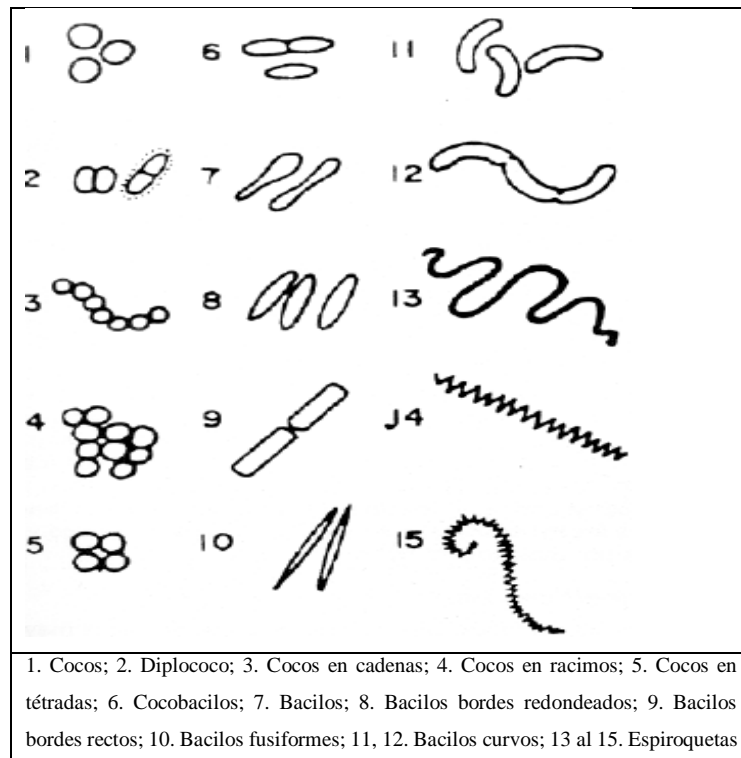 1 6 11
2 7 12
3 8 13
4 9 14
5 10 15
1. Cocos; 2. Diplococo; 3. Cocos en cadenas; 4. Cocos en racimos; 5. Cocos en
tétradas; 6. Cocobacilos; 7. Bacilos; 8. Bacilos bordes redondeados; 9. Bacilos
bordes rectos; 10. Bacilos fusiformes; 11, 12. Bacilos curvos; 13 al 15. Espiroquetas